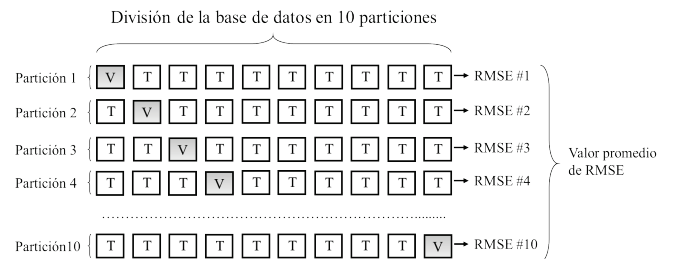 División de la base de datos en 10 particiones
Partición 1 V T T T T T T T T T RMSE #1
Partición 2 T V T T T T T T T T RMSE #2
Partición 3 T T V T T T T T T T RMSE #3
Partición 4 T T T V T T T T T T RMSE #4
Partición10 T T T T T T T T T V RMSE #10
Valor promedio
de RMSE